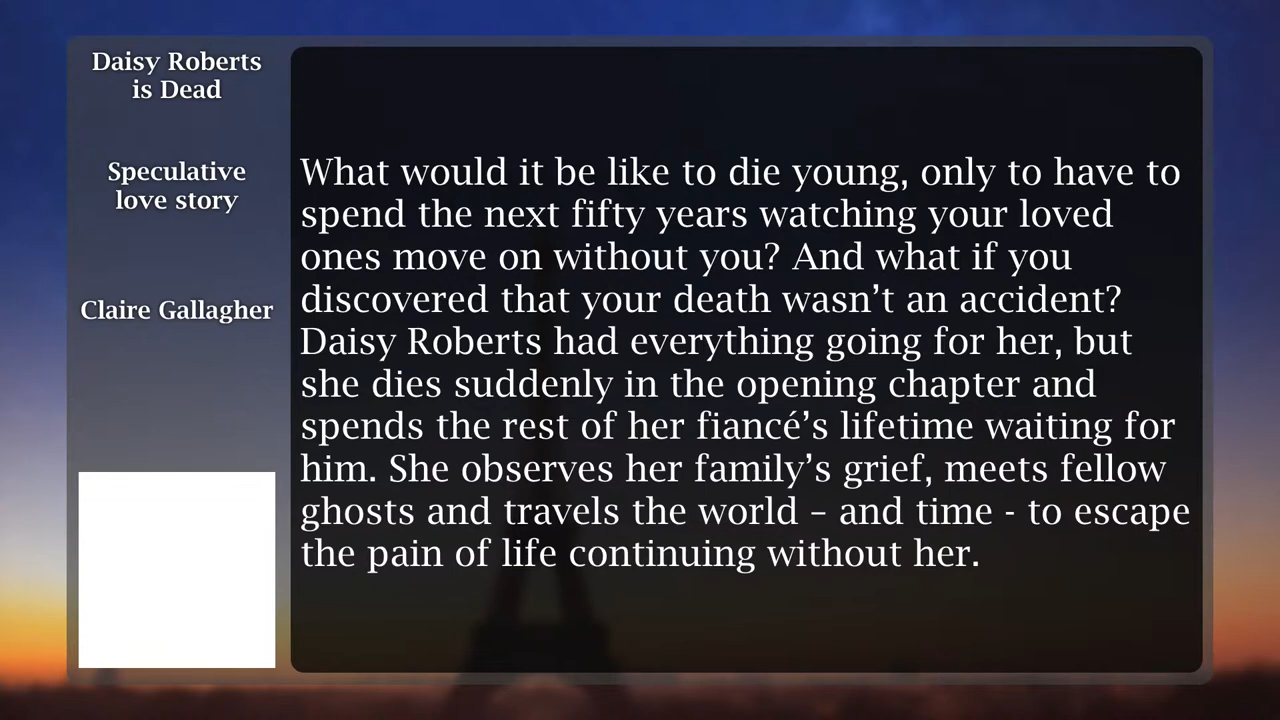 Daisy Roberts
is Dead
Speculative
love story
Claire Gallagher
What would it be like to die young, only to have to
spend the next fifty years watching your loved
ones move on without you? And what if you
discovered that your death wasn’t an accident?
Daisy Roberts had everything going for her, but
she dies suddenly in the opening chapter and
spends the rest of her fiancé’s lifetime waiting for
him. She observes her family’s grief, meets fellow
ghosts and travels the world – and time - to escape
the pain of life continuing without her.